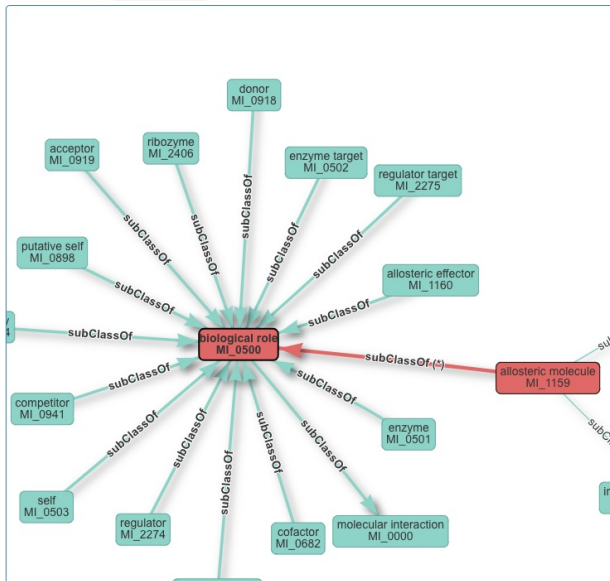 donor
MI_0918
ribozyme
MI_2406
acceptor
MI_0919
enzyme target
MI_0502
regulator target
MI_2275
subClassOf
subClassOf
subClassOf
subClassOf
subClassOf
putative self
MI_0898
subClassOf
allosteric effector
MI_1160
subClassOf
subClassOf
biological role
MI_0500
subClassOf (*)
allosteric molecule
MI_1159
competitor
MI_0941
subClassOf
subClassOf
enzyme
MI_0501
subClassOf
subClassOf
subClassOf
subClassOf
subClassOf
self
MI_0503
regulator
MI_2274
cofactor
MI_0682
molecular interaction
MI_0000